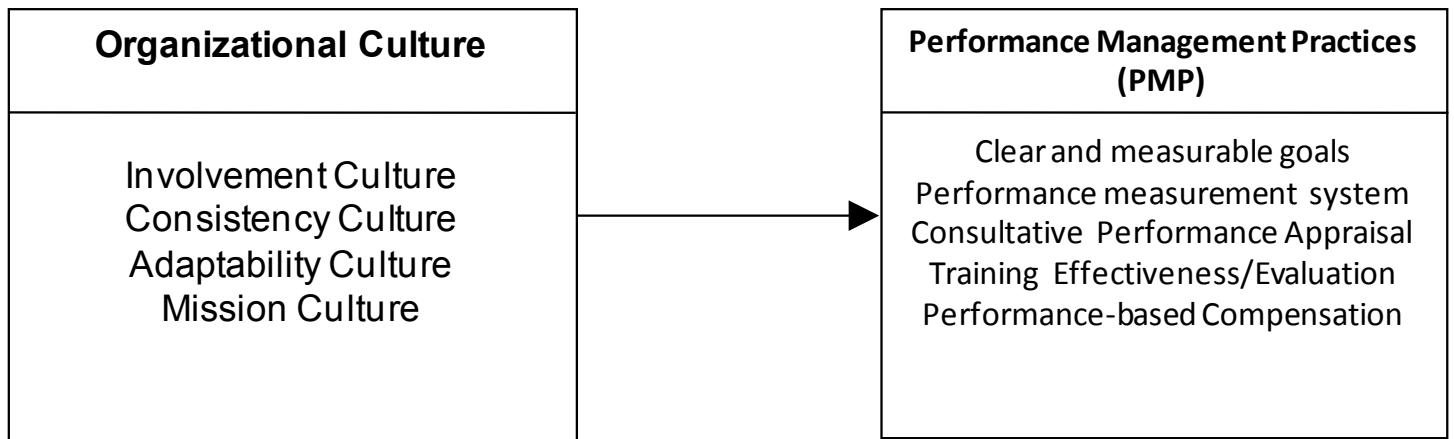 Organizational Culture
Involvement Culture
Consistency Culture
Adaptability Culture
Mission Culture
Performance Management Practices
(PMP)
Clear and measurable goals
Performance measurement system
Consultative Performance Appraisal
Training Effectiveness/Evaluation
Performance-based Compensation